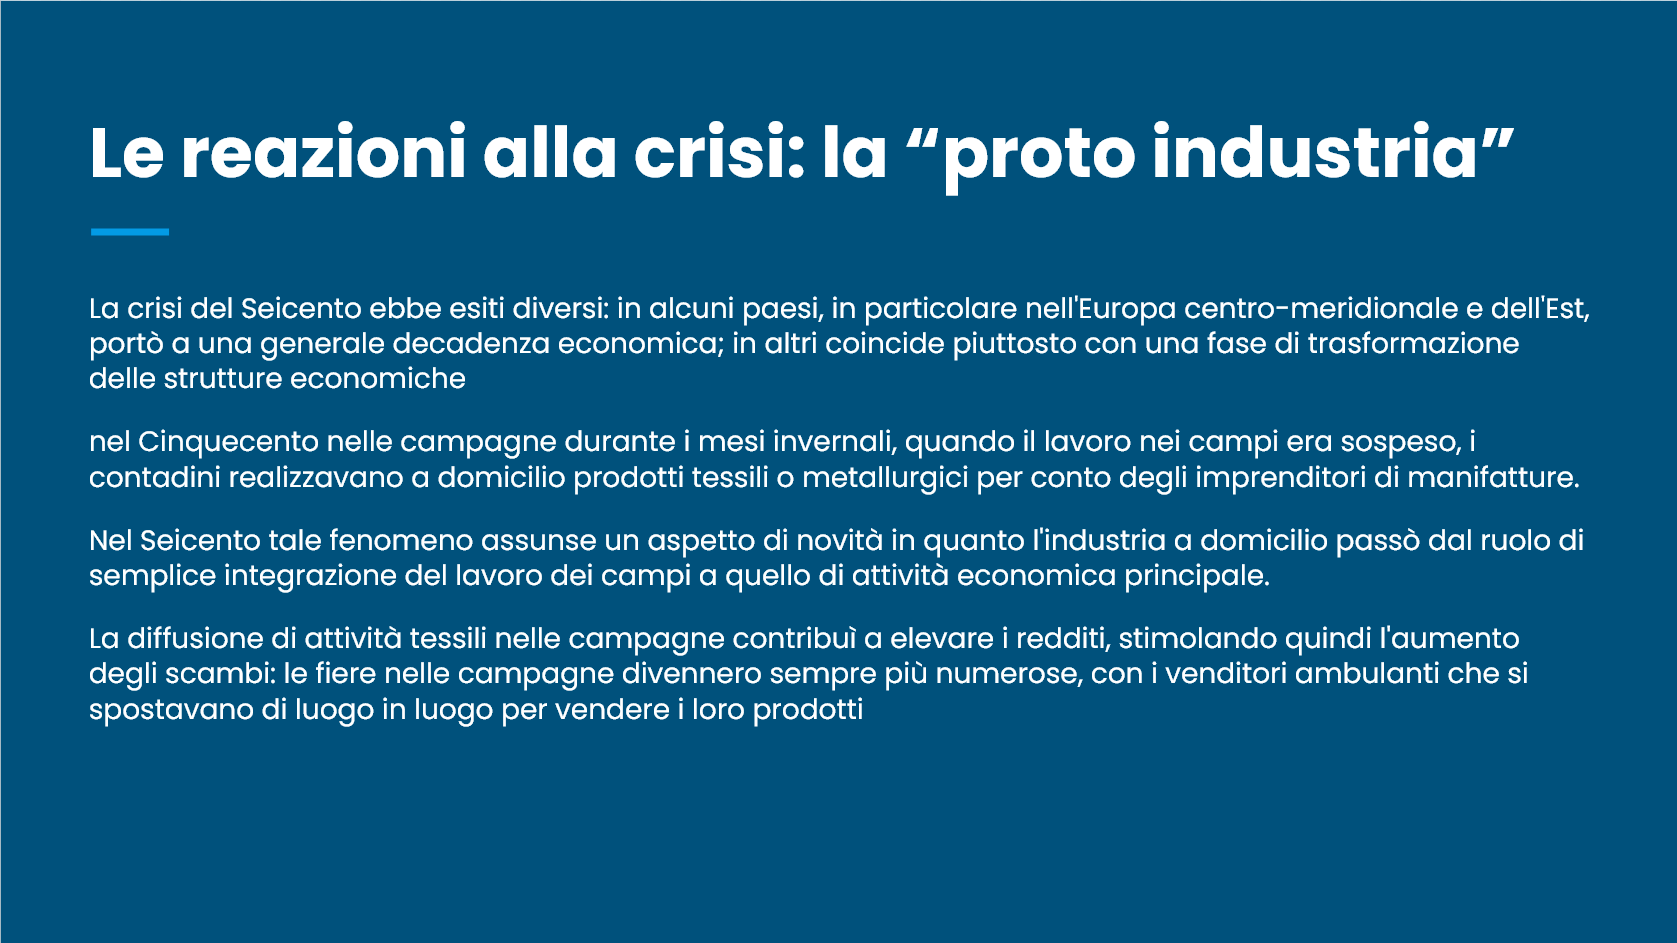 Le reazioni alla crisi: la “proto industria”
La crisi del Seicento ebbe esiti diversi: in alcuni paesi, in particolare nell'Europa centro-meridionale e dell'Est,
portò a una generale decadenza economica; in altri coincide piuttosto con una fase di trasformazione
delle strutture economiche
nel Cinquecento nelle campagne durante i mesi invernali, quando il lavoro nei campi era sospeso, i
contadini realizzavano a domicilio prodotti tessili o metallurgici per conto degli imprenditori di manifatture.
Nel Seicento tale fenomeno assunse un aspetto di novità in quanto l'industria a domicilio passò dal ruolo di
semplice integrazione del lavoro dei campi a quello di attività economica principale.
La diffusione di attività tessili nelle campagne contribuì a elevare i redditi, stimolando quindi l'aumento
degli scambi: le fiere nelle campagne divennero sempre più numerose, con i venditori ambulanti che si
spostavano di luogo in luogo per vendere i loro prodotti